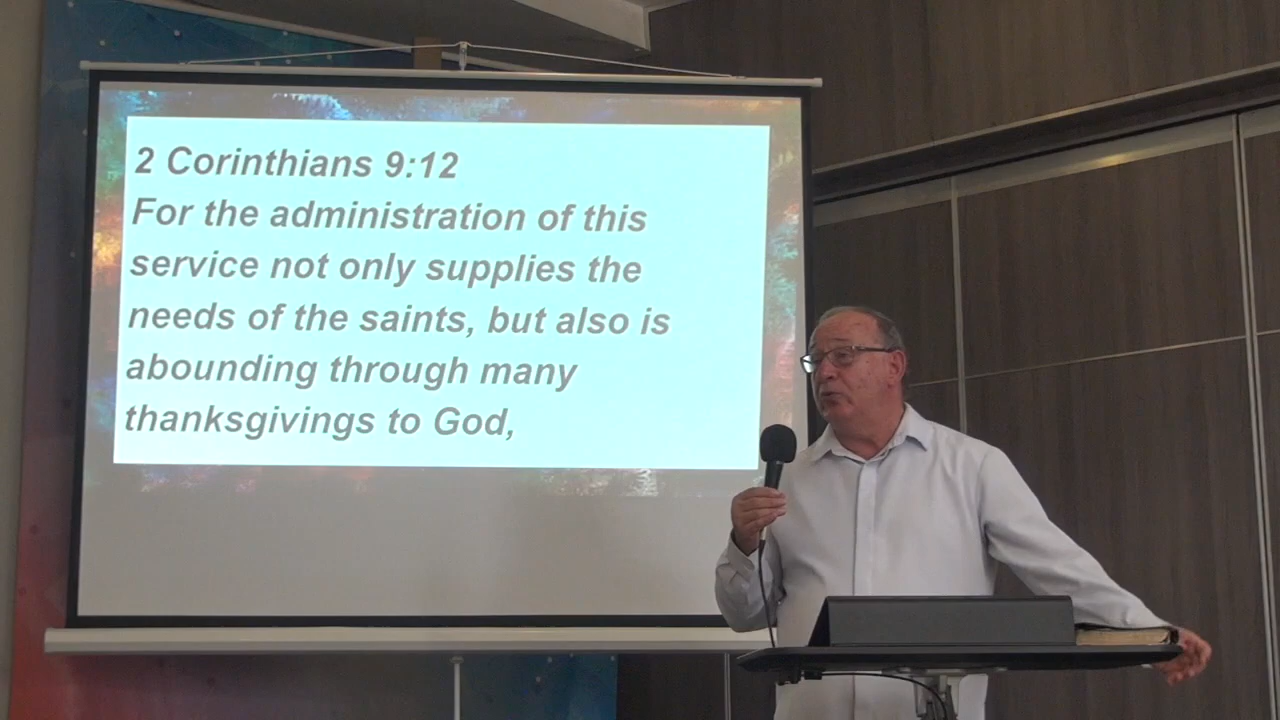 2 Corinthians 9:12
For the administration of this
service not only supplies the
needs of the saints, but also is
abounding through many
thanksgivings to God,